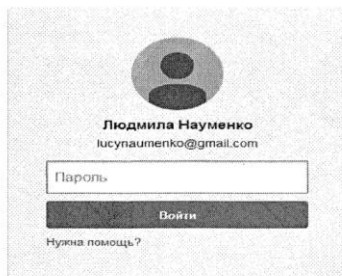 Людмила Науменко
lucynaumenko@gmail.com
Пароль
Войти
Нужна помощь?